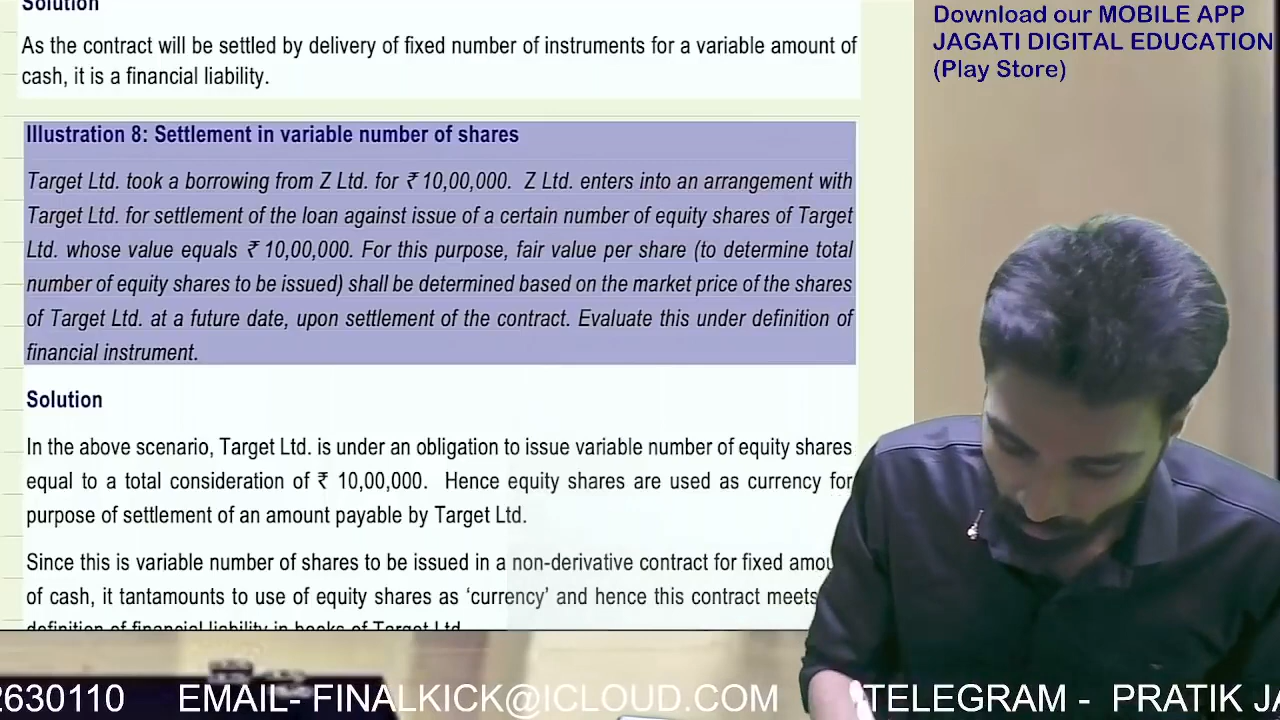 Solution
As the contract will be settled by delivery of fixed number of instruments for a variable amount of
cash, it is a financial liability.
Illustration 8: Settlement in variable number of shares
Target Ltd. took a borrowing from Z Ltd. for ₹ 10,00,000. Z Ltd. enters into an arrangement with
Target Ltd. for settlement of the loan against issue of a certain number of equity shares of Target
Ltd. whose value equals ₹ 10,00,000. For this purpose, fair value per share (to determine total
number of equity shares to be issued) shall be determined based on the market price of the shares
of Target Ltd. at a future date, upon settlement of the contract. Evaluate this under definition of
financial instrument.
Solution
In the above scenario, Target Ltd. is under an obligation to issue variable number of equity shares
equal to a total consideration of ₹ 10,00,000. Hence equity shares are used as currency for
purpose of settlement of an amount payable by Target Ltd.
Since this is variable number of shares to be issued in a non-derivative contract for fixed amou
of cash, it tantamounts to use of equity shares as ‘currency’ and hence this contract meets
definition of financial liability in books of Target Ltd.
Download our MOBILE APP
JAGATI DIGITAL EDUCATION
(Play Store)
2630110 EMAIL- FINALKICK@ICLOUD.COM TELEGRAM - PRATIK JA